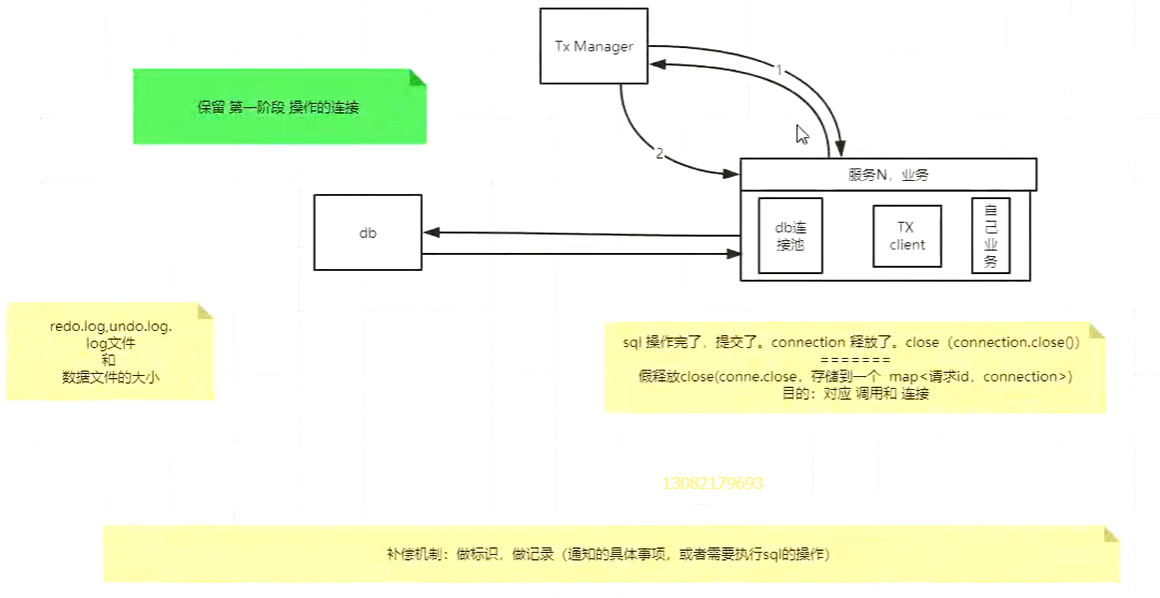 Tx Manager
保留 第一阶段 操作的连接
1
2
服务N，业务
db
db连
接池
TX
client
自
己
业
务
redo.log,undo.log.
log文件
和
数据文件的大小
sql 操作完了，提交了。connection 释放了。close（connection.close()）
=======
假释放close(conne.close，存储到一个 map<请求id，connection>)
目的：对应 调用和 连接
13082179693
补偿机制：做标识，做记录（通知的具体事项，或者需要执行sql的操作）